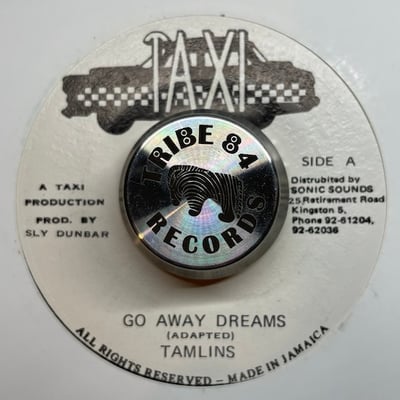 TAXI
TRIBE 84
RECORDS
A TAXI
PRODUCTION
PROD. BY
SLY DUNBAR
SIDE A
Distrubuted by
SONIC SOUNDS
25,Retirement Road
Kingston 5,
Phone 92-61204,
92-62036
GO AWAY DREAMS
(ADAPTED)
TAMLINS
ALL RIGHTS RESERVED - MADE IN JAMAICA